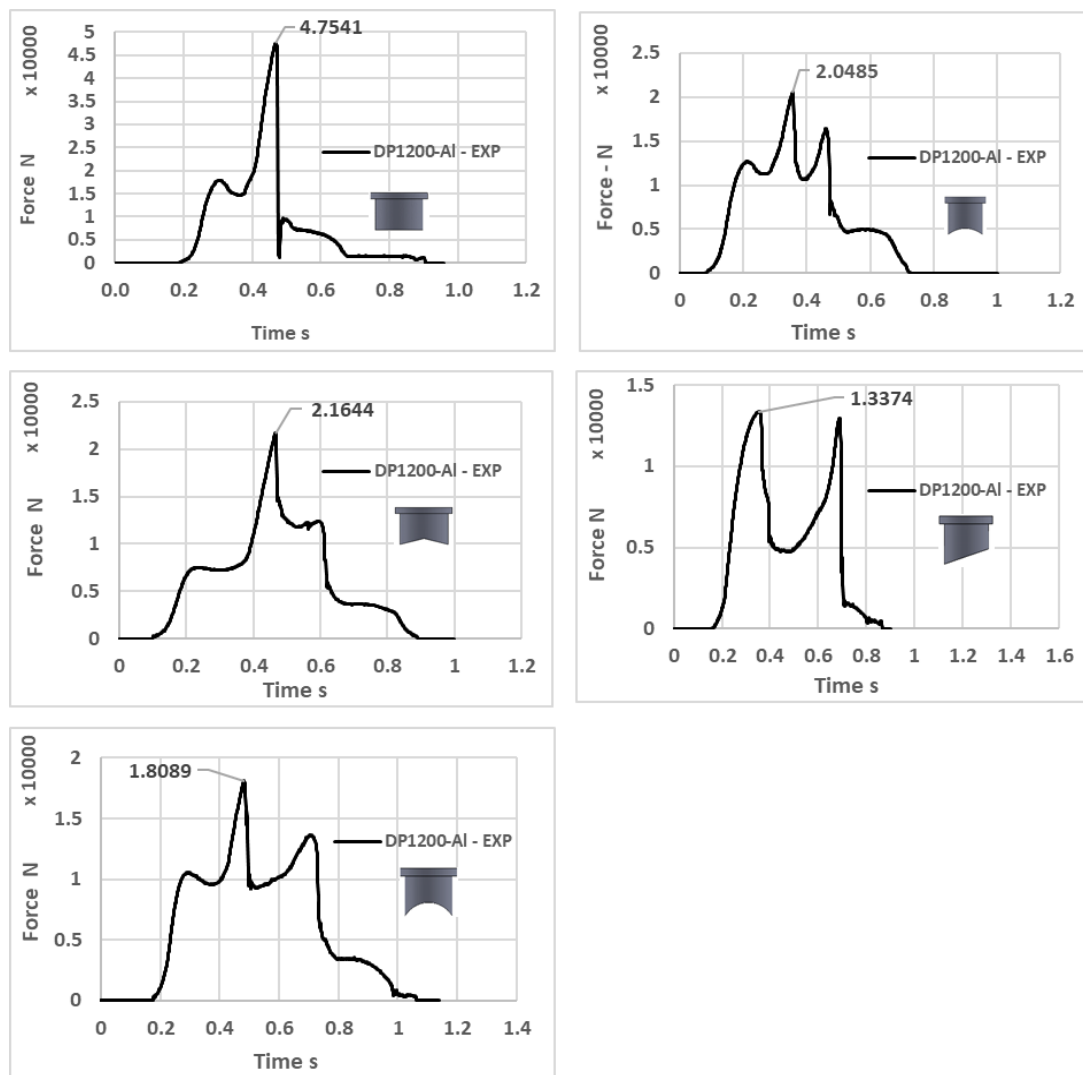 4.7541
x 10000
Force N
5
4.5
4
3.5
3
2.5
2
1.5
1
0.5
0
DP1200-Al - EXP
0.0 0.2 0.4 0.6 0.8 1.0 1.2
Time s
2.0485
x 10000
Force - N
2.5
2
1.5
1
0.5
0
DP1200-Al - EXP
0 0.2 0.4 0.6 0.8 1 1.2
Time s
2.1644
x 10000
Force N
2.5
2
1.5
1
0.5
0
DP1200-Al - EXP
0 0.2 0.4 0.6 0.8 1 1.2
Time s
1.3374
x 10000
Force N
1.5
1
0.5
0
DP1200-Al - EXP
0 0.2 0.4 0.6 0.8 1 1.2 1.4 1.6
Time s
1.8089
x 10000
Force N
2
1.5
1
0.5
0
DP1200-Al - EXP
0 0.2 0.4 0.6 0.8 1 1.2 1.4
Time s